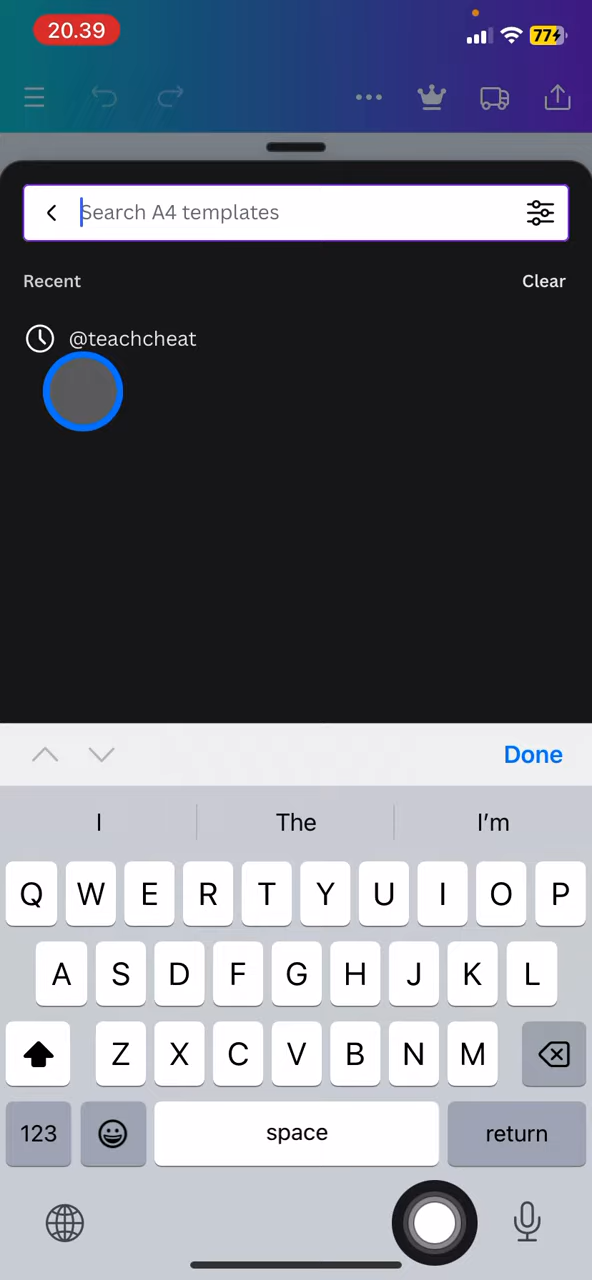 20.39
77
Search A4 templates
Recent
Clear
@teachcheat
Done
I
The
I'm
Q W E R T Y U I O P
A S D F G H J K L
Z X C V B N M
123
space
return